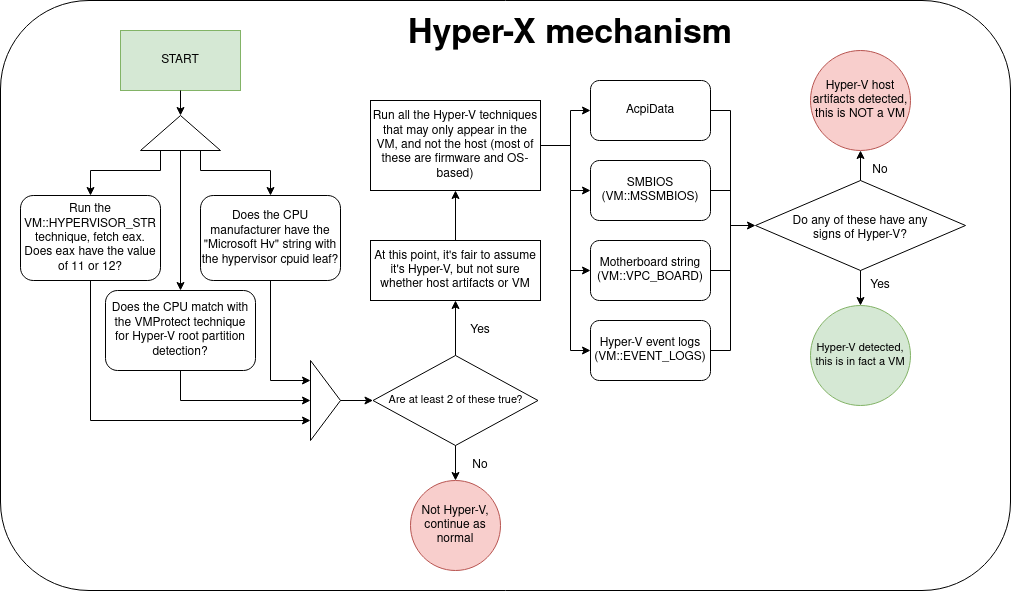 Hyper-X mechanism
START
Run the
VM::HYPERVISOR_STR
technique, fetch eax.
Does eax have the value
of 11 or 12?
Does the CPU
manufacturer have the
"Microsoft Hv" string with
the hypervisor cpuid leaf?
Does the CPU match with
the VMProtect technique
for Hyper-V root partition
detection?
Are at least 2 of these true?
No
Not Hyper-V,
continue as
normal
Yes
At this point, it's fair to assume
it's Hyper-V, but not sure
whether host artifacts or VM
Run all the Hyper-V techniques
that may only appear in the
VM, and not the host (most of
these are firmware and OS-
based)
AcpiData
SMBIOS
(VM::MSSMBIOS)
Motherboard string
(VM::VPC_BOARD)
Hyper-V event logs
(VM::EVENT_LOGS)
Do any of these have any
signs of Hyper-V?
No
Hyper-V host
artifacts detected,
this is NOT a VM
Yes
Hyper-V detected,
this is in fact a VM